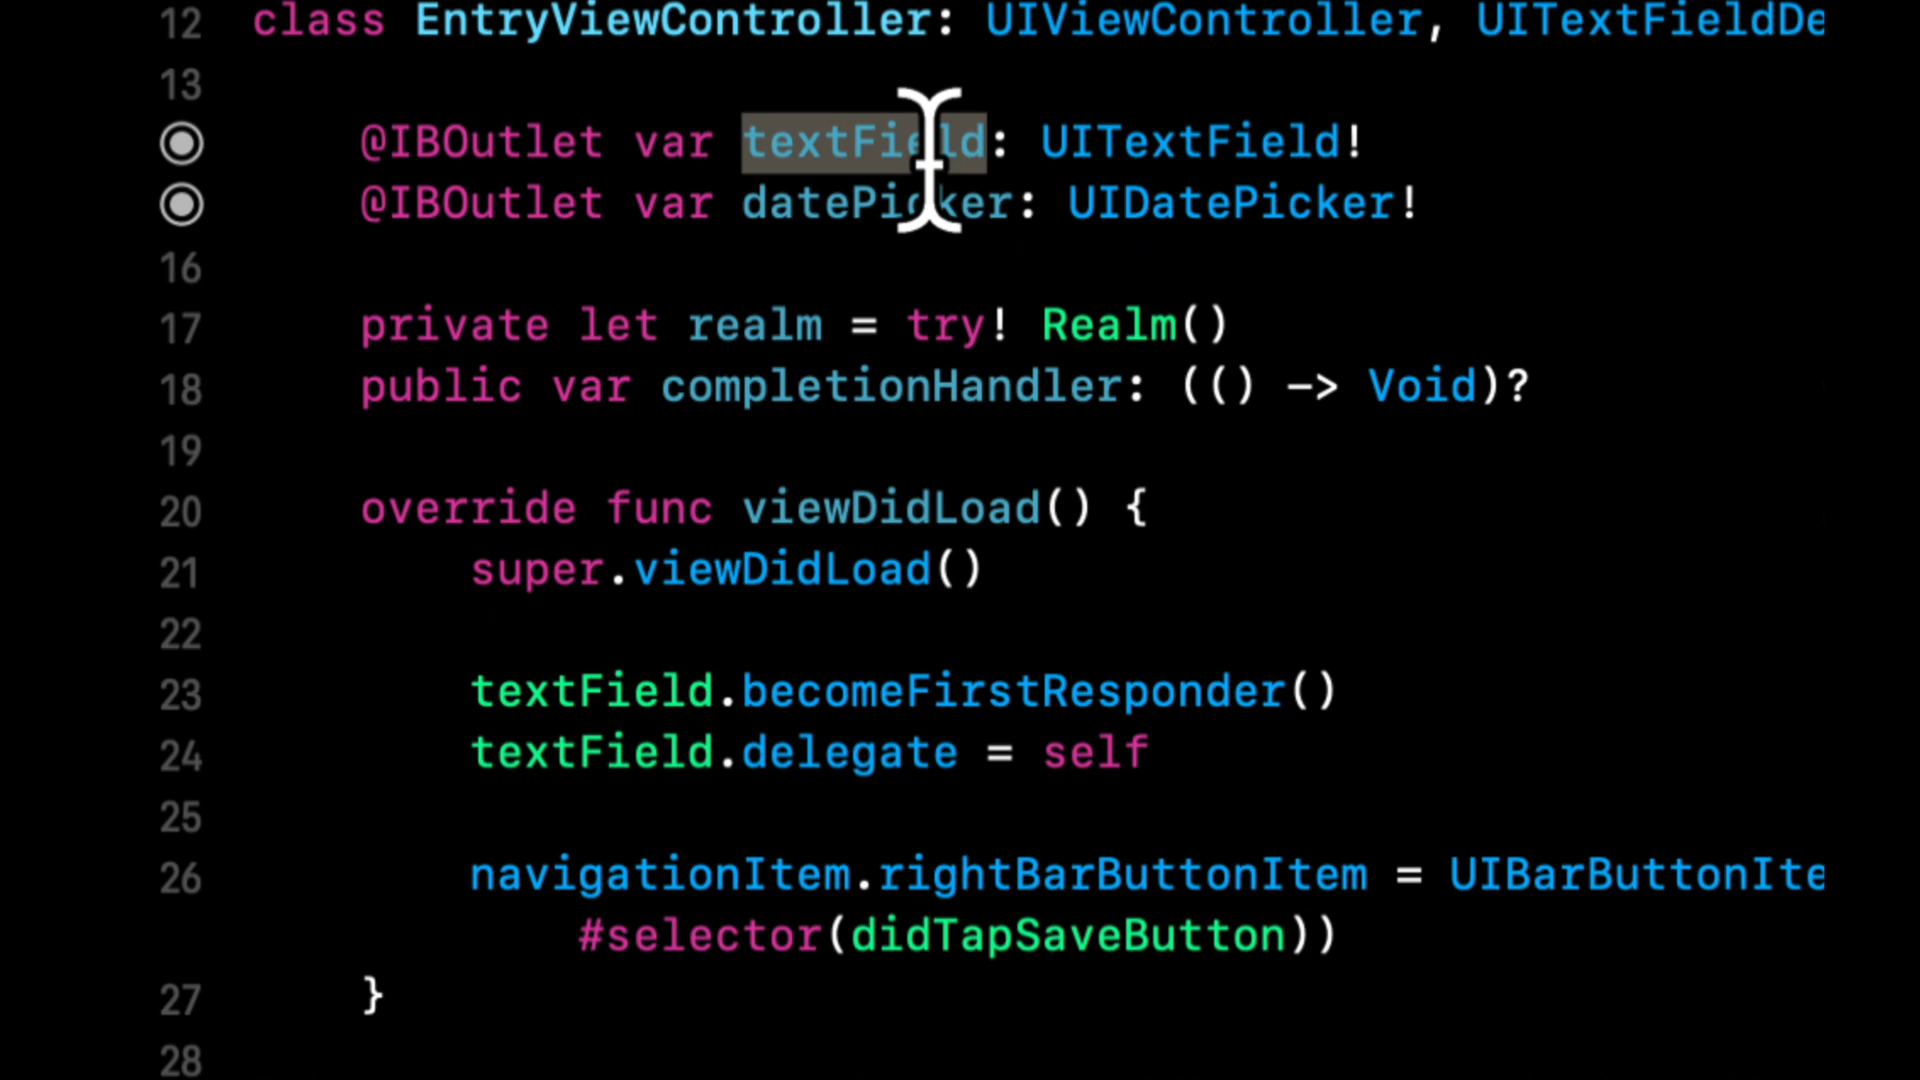 12 class EntryViewController: UIViewController, UITextFieldDe
13
@IBOutlet var textField: UITextField!
@IBOutlet var datePicker: UIDatePicker!
16
17 private let realm = try! Realm()
18 public var completionHandler: (() -> Void)?
19
20 override func viewDidLoad() {
21 super.viewDidLoad()
22
23 textField.becomeFirstResponder()
24 textField.delegate = self
25
26 navigationItem.rightBarButtonItem = UIBarButtonIte
#selector(didTapSaveButton))
27 }
28